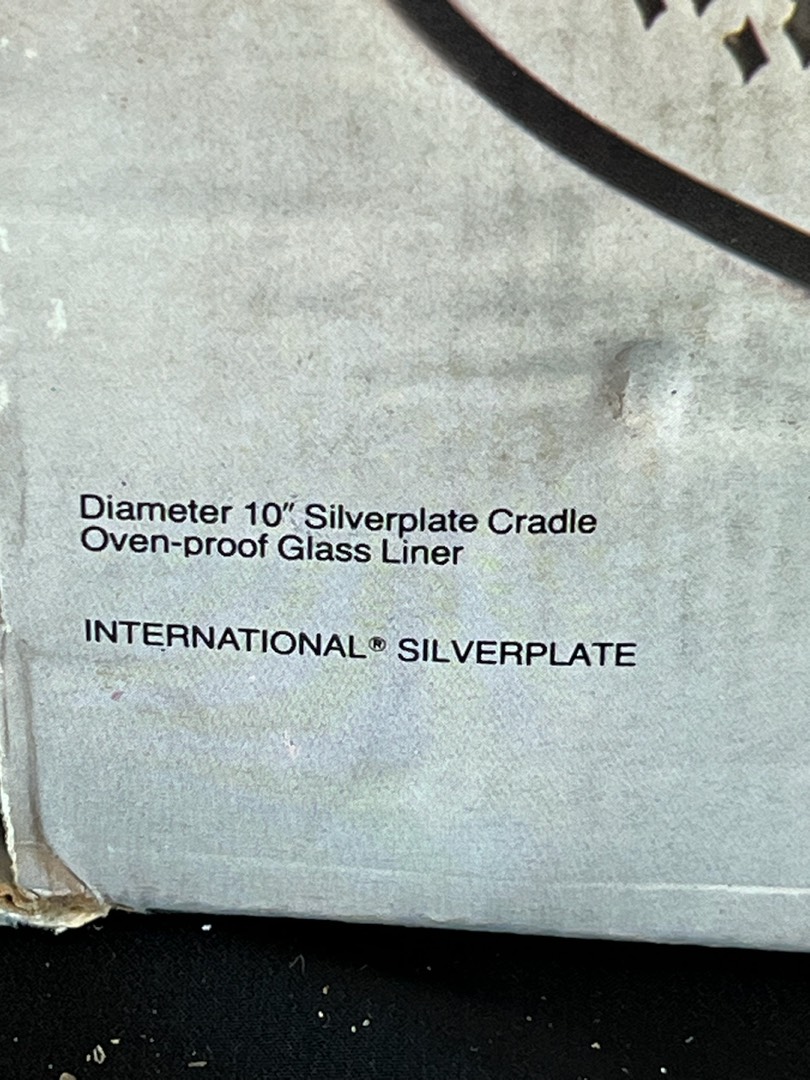 Diameter 10" Silverplate Cradle
Oven-proof Glass Liner
INTERNATIONAL® SILVERPLATE